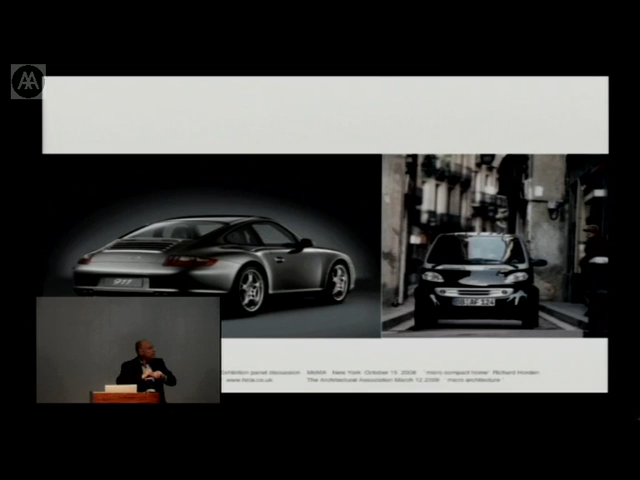 AA
911
Exhibition panel discussion MoMA New York October 15 2008 'micro compact home' Richard Horden
www.hcla.co.uk The Architectural Association March 12 2009 'micro architecture'